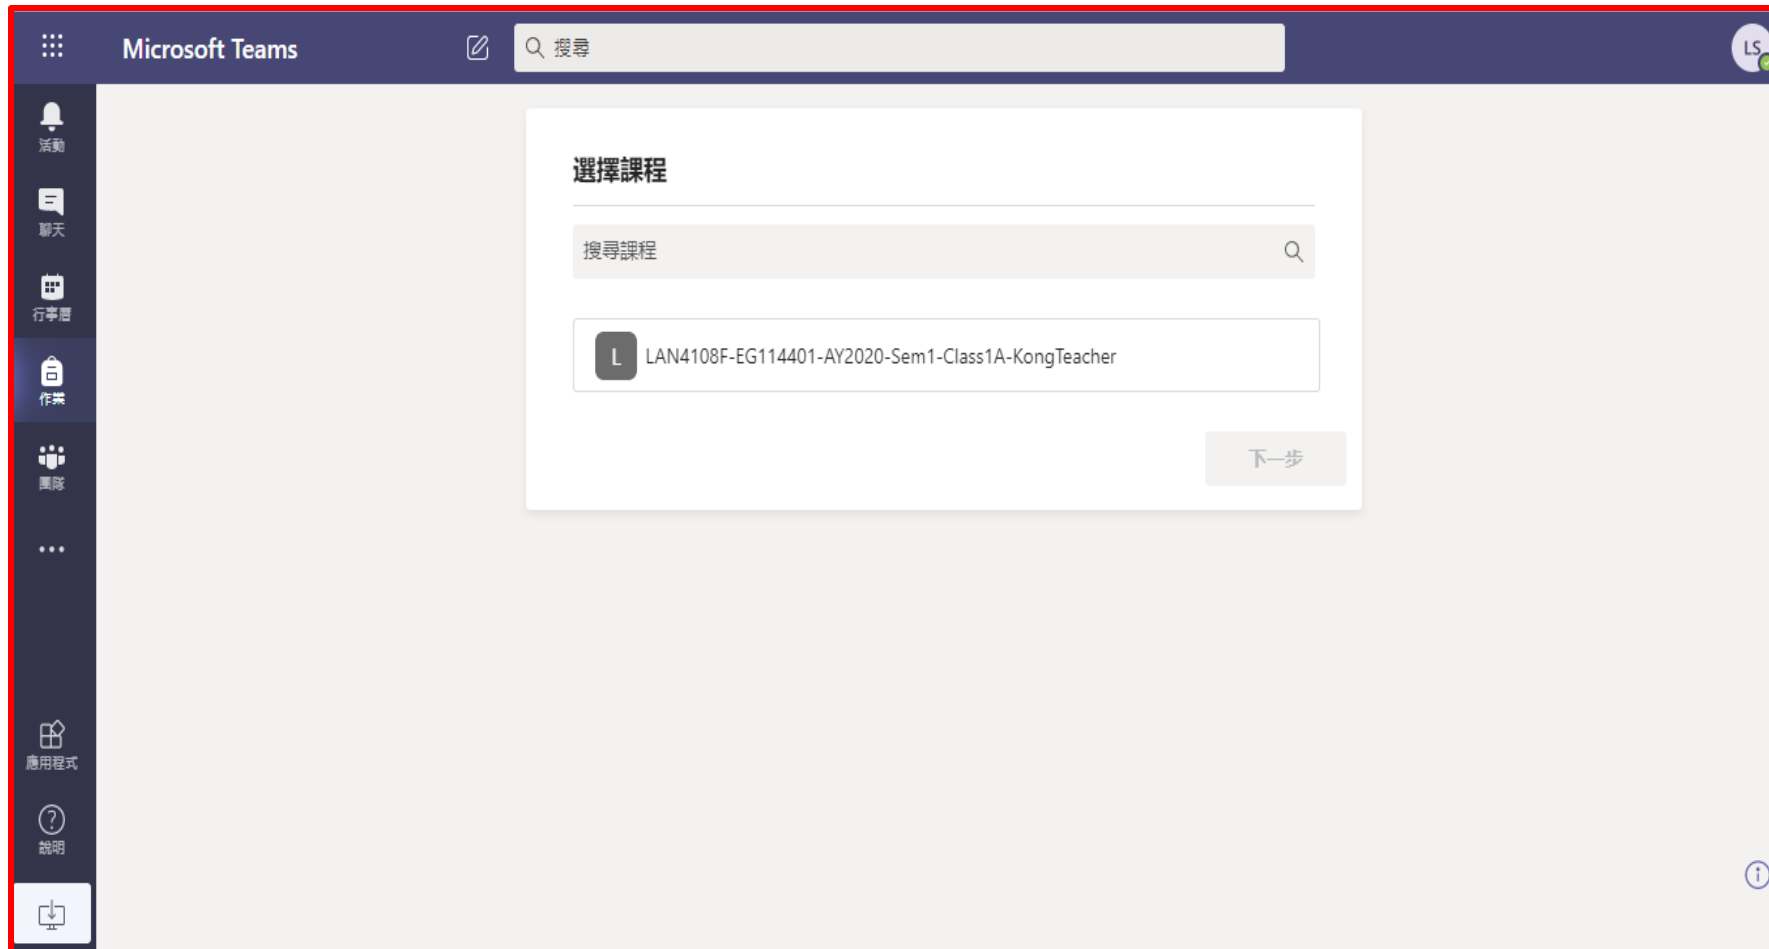 Microsoft Teams
搜尋
LS
活動
聊天
行事曆
作業
團隊
應用程式
說明
選擇課程
搜尋課程
L LAN4108F-EG114401-AY2020-Sem1-Class1A-KongTeacher
下一步